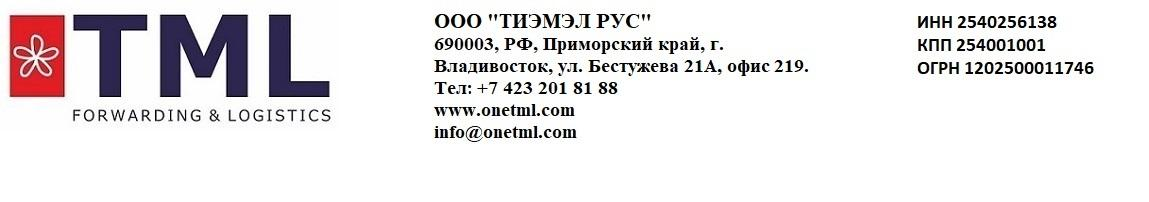 TML
FORWARDING & LOGISTICS
ООО "ТИЭМЭЛ РУС"
690003, РФ, Приморский край, г.
Владивосток, ул. Бестужева 21А, офис 219.
Тел: +7 423 201 81 88
www.onetml.com
info@onetml.com
ИНН 2540256138
КПП 254001001
ОГРН 1202500011746